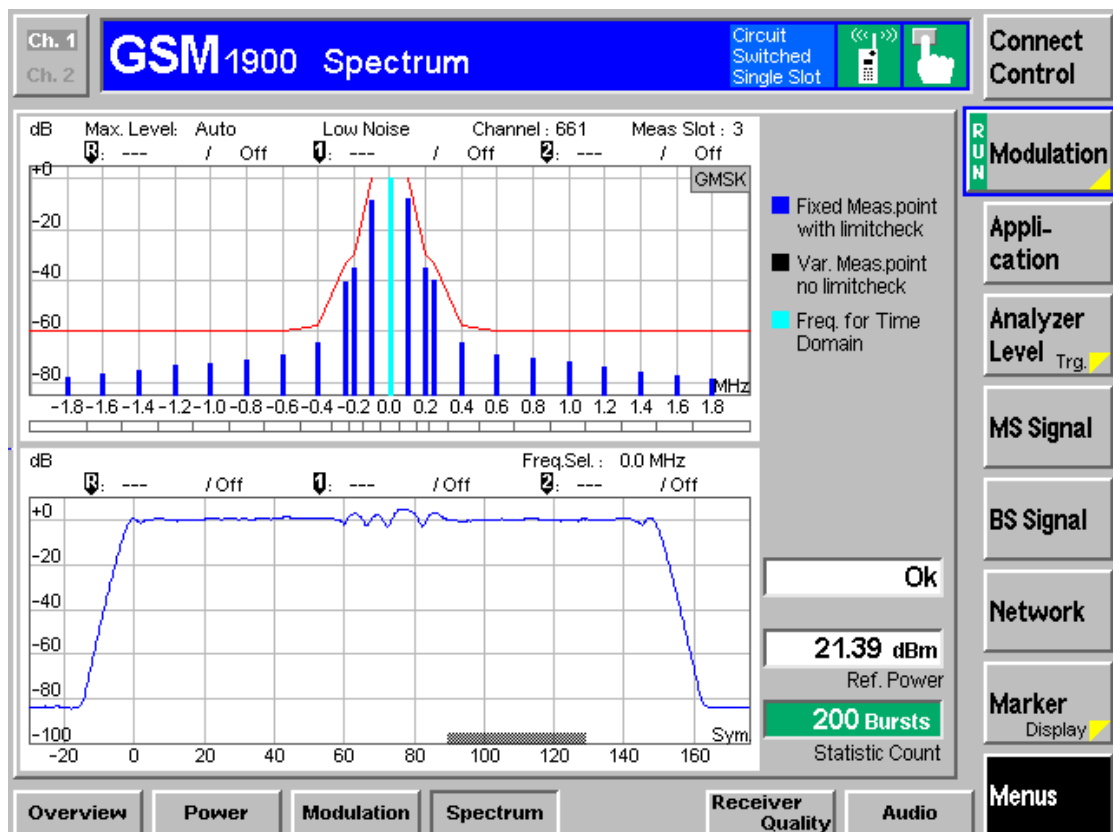 Ch. 1
Ch. 2
GSM 1900 Spectrum
Circuit
Switched
Single Slot
Connect
Control
dB Max. Level: Auto Low Noise Channel : 661 Meas Slot : 3
R: --- / Off 1: --- / Off 2: --- / Off
GMSK
+0
-20
-40
-60
-80
MHz
-1.8 -1.6 -1.4 -1.2 -1.0 -0.8 -0.6 -0.4 -0.2 0.0 0.2 0.4 0.6 0.8 1.0 1.2 1.4 1.6 1.8
Fixed Meas.point
with limitcheck
Var. Meas.point
no limitcheck
Freq. for Time
Domain
dB Freq.Sel. : 0.0 MHz
R: --- / Off 1: --- / Off 2: --- / Off
+0
-20
-40
-60
-80
-100
Sym
-20 0 20 40 60 80 100 120 140 160
Ok
21.39 dBm
Ref. Power
200 Bursts
Statistic Count
RUN
Modulation
Appli-
cation
Analyzer
Level Trg.
MS Signal
BS Signal
Network
Marker
Display
Menus
Overview
Power
Modulation
Spectrum
Receiver
Quality
Audio